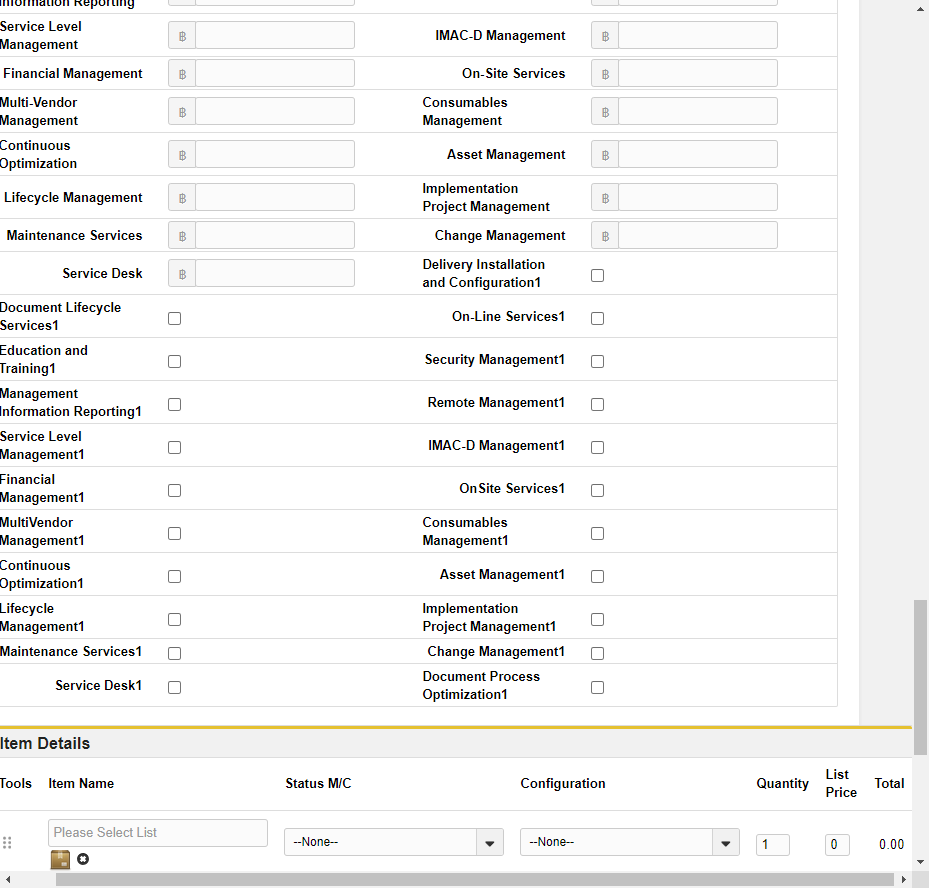 Information Reporting
Service Level
Management
฿
IMAC-D Management
฿
Financial Management
฿
On-Site Services
฿
Multi-Vendor
Management
฿
Consumables
Management
฿
Continuous
Optimization
฿
Asset Management
฿
Lifecycle Management
฿
Implementation
Project Management
฿
Maintenance Services
฿
Change Management
฿
Service Desk
฿
Delivery Installation
and Configuration1
Document Lifecycle
Services1
On-Line Services1
Education and
Training1
Security Management1
Management
Information Reporting1
Remote Management1
Service Level
Management1
IMAC-D Management1
Financial
Management1
OnSite Services1
MultiVendor
Management1
Consumables
Management1
Continuous
Optimization1
Asset Management1
Lifecycle
Management1
Implementation
Project Management1
Maintenance Services1
Change Management1
Service Desk1
Document Process
Optimization1
Item Details
Tools
Item Name
Status M/C
Configuration
Quantity
List
Price
Total
Please Select List
--None--
--None--
1
0
0.00